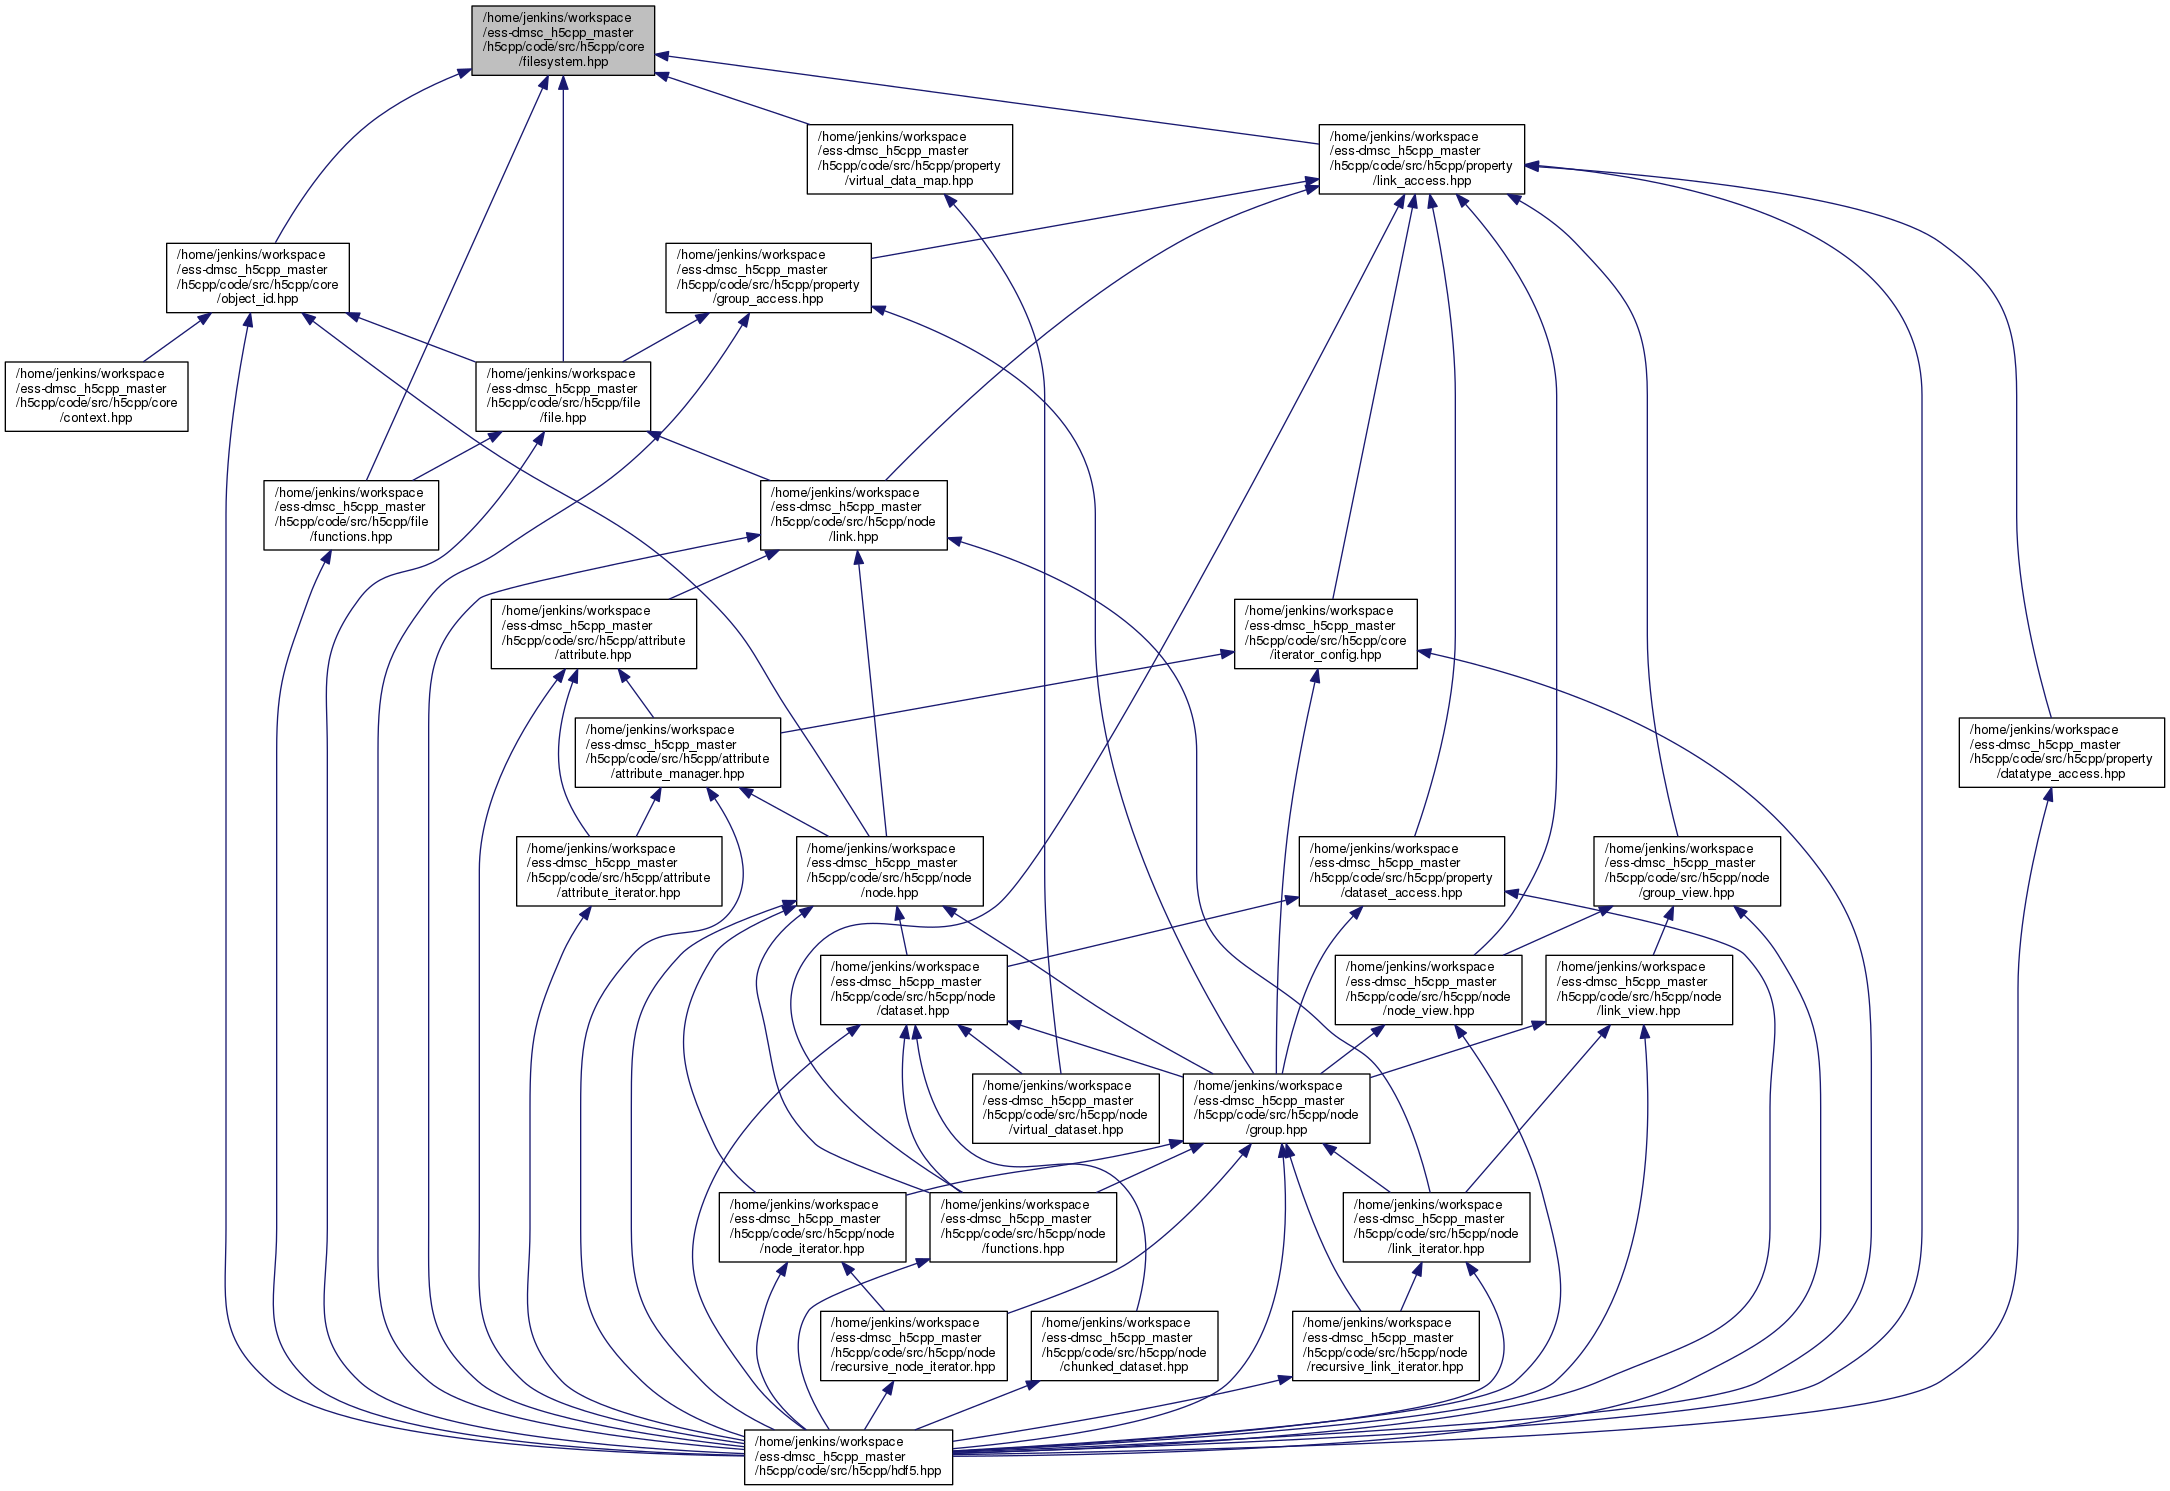 /home/jenkins/workspace
/ess-dmsc_h5cpp_master
/h5cpp/code/src/h5cpp/core
/filesystem.hpp
/home/jenkins/workspace
/ess-dmsc_h5cpp_master
/h5cpp/code/src/h5cpp/property
/virtual_data_map.hpp
/home/jenkins/workspace
/ess-dmsc_h5cpp_master
/h5cpp/code/src/h5cpp/property
/link_access.hpp
/home/jenkins/workspace
/ess-dmsc_h5cpp_master
/h5cpp/code/src/h5cpp/core
/object_id.hpp
/home/jenkins/workspace
/ess-dmsc_h5cpp_master
/h5cpp/code/src/h5cpp/property
/group_access.hpp
/home/jenkins/workspace
/ess-dmsc_h5cpp_master
/h5cpp/code/src/h5cpp/core
/context.hpp
/home/jenkins/workspace
/ess-dmsc_h5cpp_master
/h5cpp/code/src/h5cpp/file
/file.hpp
/home/jenkins/workspace
/ess-dmsc_h5cpp_master
/h5cpp/code/src/h5cpp/file
/functions.hpp
/home/jenkins/workspace
/ess-dmsc_h5cpp_master
/h5cpp/code/src/h5cpp/node
/link.hpp
/home/jenkins/workspace
/ess-dmsc_h5cpp_master
/h5cpp/code/src/h5cpp/attribute
/attribute.hpp
/home/jenkins/workspace
/ess-dmsc_h5cpp_master
/h5cpp/code/src/h5cpp/core
/iterator_config.hpp
/home/jenkins/workspace
/ess-dmsc_h5cpp_master
/h5cpp/code/src/h5cpp/attribute
/attribute_manager.hpp
/home/jenkins/workspace
/ess-dmsc_h5cpp_master
/h5cpp/code/src/h5cpp/property
/datatype_access.hpp
/home/jenkins/workspace
/ess-dmsc_h5cpp_master
/h5cpp/code/src/h5cpp/attribute
/attribute_iterator.hpp
/home/jenkins/workspace
/ess-dmsc_h5cpp_master
/h5cpp/code/src/h5cpp/node
/node.hpp
/home/jenkins/workspace
/ess-dmsc_h5cpp_master
/h5cpp/code/src/h5cpp/property
/dataset_access.hpp
/home/jenkins/workspace
/ess-dmsc_h5cpp_master
/h5cpp/code/src/h5cpp/node
/group_view.hpp
/home/jenkins/workspace
/ess-dmsc_h5cpp_master
/h5cpp/code/src/h5cpp/node
/dataset.hpp
/home/jenkins/workspace
/ess-dmsc_h5cpp_master
/h5cpp/code/src/h5cpp/node
/node_view.hpp
/home/jenkins/workspace
/ess-dmsc_h5cpp_master
/h5cpp/code/src/h5cpp/node
/link_view.hpp
/home/jenkins/workspace
/ess-dmsc_h5cpp_master
/h5cpp/code/src/h5cpp/node
/virtual_dataset.hpp
/home/jenkins/workspace
/ess-dmsc_h5cpp_master
/h5cpp/code/src/h5cpp/node
/group.hpp
/home/jenkins/workspace
/ess-dmsc_h5cpp_master
/h5cpp/code/src/h5cpp/node
/node_iterator.hpp
/home/jenkins/workspace
/ess-dmsc_h5cpp_master
/h5cpp/code/src/h5cpp/node
/functions.hpp
/home/jenkins/workspace
/ess-dmsc_h5cpp_master
/h5cpp/code/src/h5cpp/node
/link_iterator.hpp
/home/jenkins/workspace
/ess-dmsc_h5cpp_master
/h5cpp/code/src/h5cpp/node
/recursive_node_iterator.hpp
/home/jenkins/workspace
/ess-dmsc_h5cpp_master
/h5cpp/code/src/h5cpp/node
/chunked_dataset.hpp
/home/jenkins/workspace
/ess-dmsc_h5cpp_master
/h5cpp/code/src/h5cpp/node
/recursive_link_iterator.hpp
/home/jenkins/workspace
/ess-dmsc_h5cpp_master
/h5cpp/code/src/h5cpp/hdf5.hpp